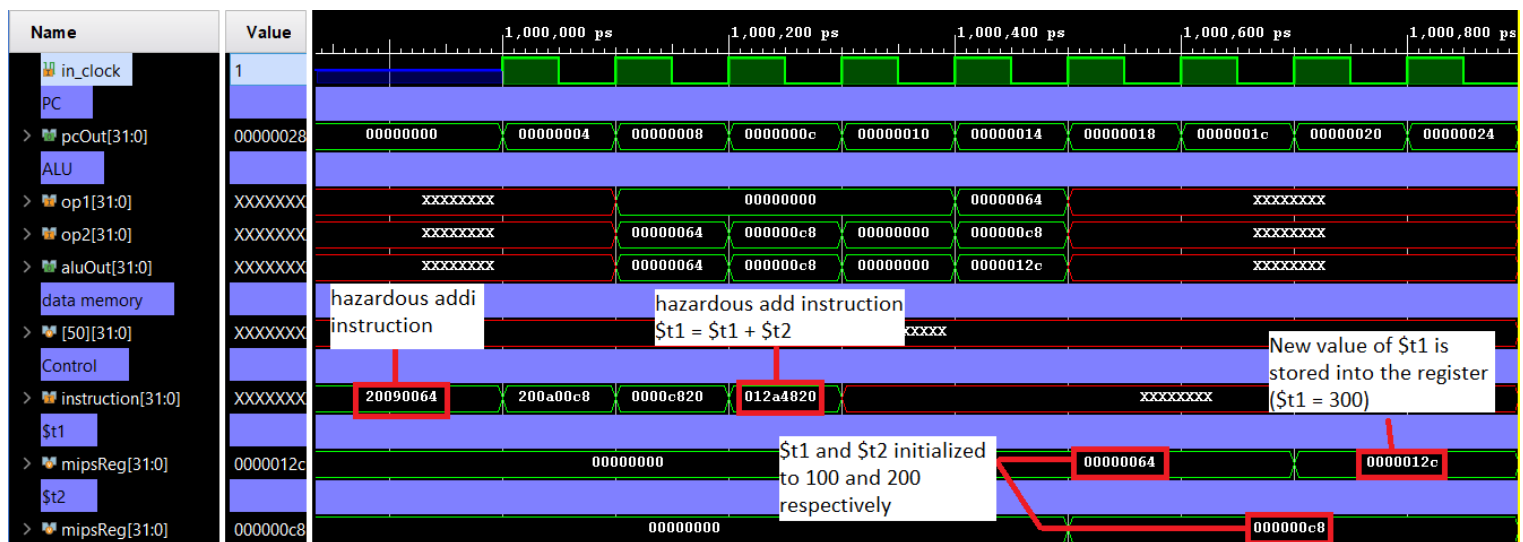 Name Value 1,000,000 ps 1,000,200 ps 1,000,400 ps 1,000,600 ps 1,000,800 ps
in_clock 1
PC
pcOut[31:0] 00000028 00000000 00000004 00000008 0000000c 00000010 00000014 00000018 0000001c 00000020 00000024
ALU
op1[31:0] XXXXXXX XXXXXXXX 00000000 00000064 XXXXXXXX
op2[31:0] XXXXXXX XXXXXXXX 00000064 000000c8 00000000 000000c8 XXXXXXXX
aluOut[31:0] XXXXXXX XXXXXXXX 00000064 000000c8 00000000 0000012c XXXXXXXX
data memory
hazardous addi
instruction
hazardous add instruction
$t1 = $t1 + $t2
[50][31:0] XXXXXXX XXXXX
Control
New value of $t1 is
stored into the register
($t1 = 300)
instruction[31:0] XXXXXXX 20090064 200a00c8 0000c820 012a4820 XXXXXXXX
$t1
$t1 and $t2 initialized
to 100 and 200
respectively
mipsReg[31:0] 0000012c 00000000 00000064 0000012c
$t2
mipsReg[31:0] 000000c8 00000000 000000c8